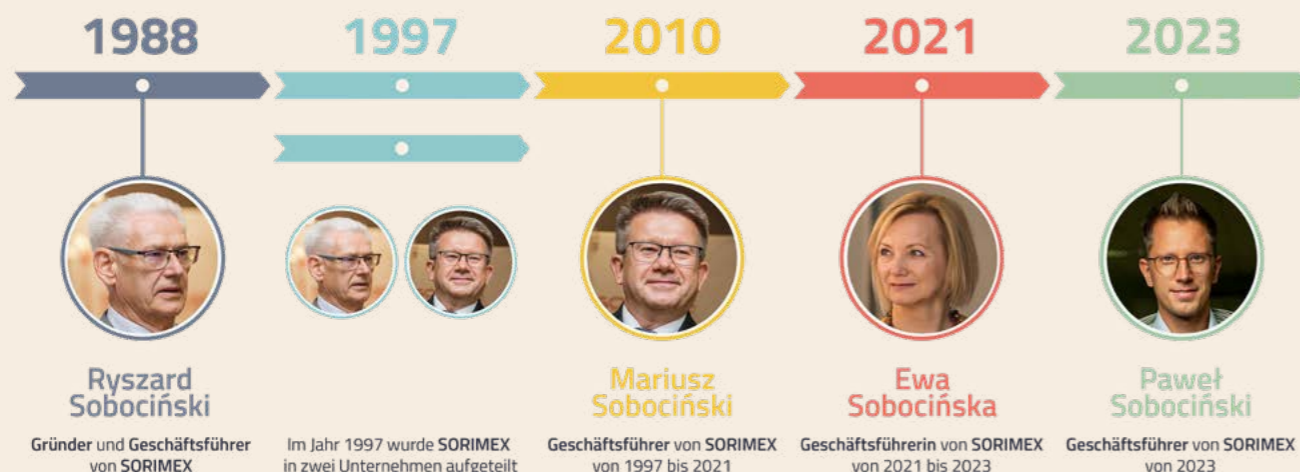 1988
1997
2010
2021
2023
Ryszard
Sobociński
Gründer und Geschäftsführer
von SORIMEX
Im Jahr 1997 wurde SORIMEX
in zwei Unternehmen aufgeteilt
Mariusz
Sobociński
Geschäftsführer von SORIMEX
von 1997 bis 2021
Ewa
Sobocińska
Geschäftsführerin von SORIMEX
von 2021 bis 2023
Paweł
Sobociński
Geschäftsführer von SORIMEX
von 2023